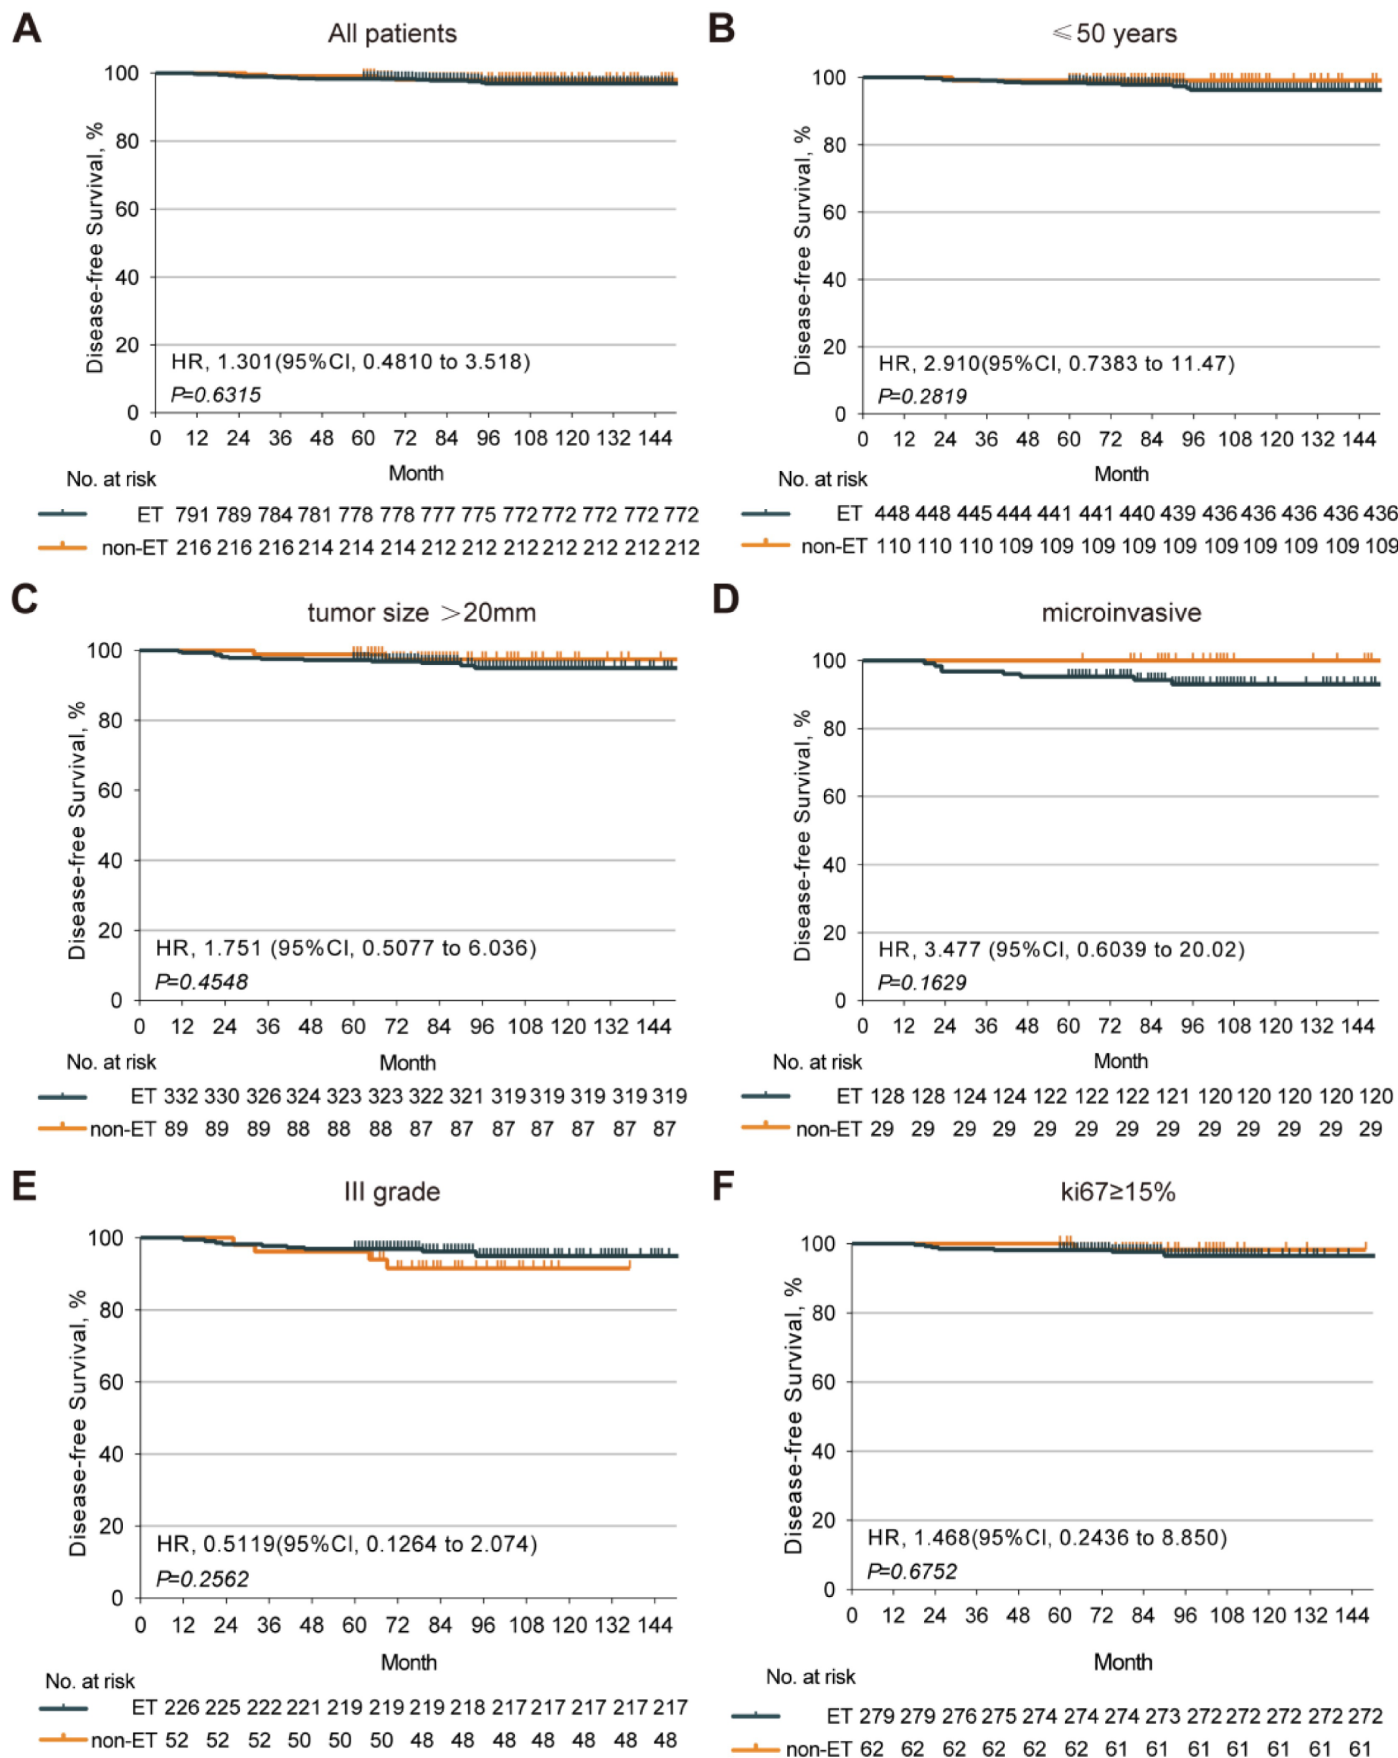 A
All patients
Disease-free Survival, %
100
80
60
40
20
0
HR, 1.301(95%CI, 0.4810 to 3.518)
P=0.6315
0 12 24 36 48 60 72 84 96 108 120 132 144
Month
No. at risk
ET 791 789 784 781 778 778 777 775 772 772 772 772 772
non-ET 216 216 216 214 214 214 212 212 212 212 212 212 212
B
≤50 years
Disease-free Survival, %
100
80
60
40
20
0
HR, 2.910(95%CI, 0.7383 to 11.47)
P=0.2819
0 12 24 36 48 60 72 84 96 108 120 132 144
Month
No. at risk
ET 448 448 445 444 441 441 440 439 436 436 436 436 436
non-ET 110 110 110 109 109 109 109 109 109 109 109 109 109
C
tumor size >20mm
Disease-free Survival, %
100
80
60
40
20
0
HR, 1.751 (95%CI, 0.5077 to 6.036)
P=0.4548
0 12 24 36 48 60 72 84 96 108 120 132 144
Month
No. at risk
ET 332 330 326 324 323 323 322 321 319 319 319 319 319
non-ET 89 89 89 88 88 88 87 87 87 87 87 87 87
D
microinvasive
Disease-free Survival, %
100
80
60
40
20
0
HR, 3.477 (95%CI, 0.6039 to 20.02)
P=0.1629
0 12 24 36 48 60 72 84 96 108 120 132 144
Month
No. at risk
ET 128 128 124 124 122 122 122 121 120 120 120 120 120
non-ET 29 29 29 29 29 29 29 29 29 29 29 29 29
E
III grade
Disease-free Survival, %
100
80
60
40
20
0
HR, 0.5119(95%CI, 0.1264 to 2.074)
P=0.2562
0 12 24 36 48 60 72 84 96 108 120 132 144
Month
No. at risk
ET 226 225 222 221 219 219 219 218 217 217 217 217 217
non-ET 52 52 52 50 50 50 48 48 48 48 48 48 48
F
ki67≥15%
Disease-free Survival, %
100
80
60
40
20
0
HR, 1.468(95%CI, 0.2436 to 8.850)
P=0.6752
0 12 24 36 48 60 72 84 96 108 120 132 144
Month
No. at risk
ET 279 279 276 275 274 274 274 273 272 272 272 272 272
non-ET 62 62 62 62 62 62 61 61 61 61 61 61 61